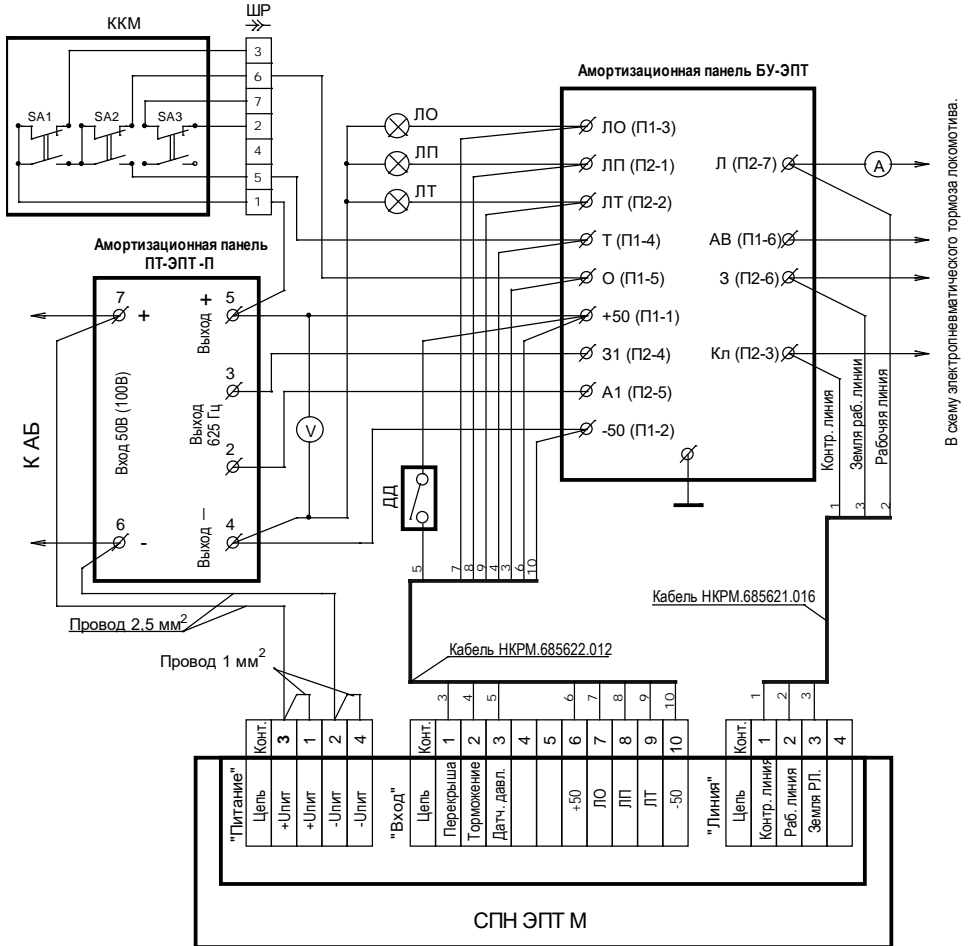 ККМ
ШР
SA1
SA2
SA3
3
6
7
2
4
5
1
ЛО
ЛП
ЛТ
Амортизационная панель БУ-ЭПТ
ЛО (П1-3)
ЛП (П2-1)
ЛТ (П2-2)
Т (П1-4)
О (П1-5)
+50 (П1-1)
З1 (П2-4)
А1 (П2-5)
-50 (П1-2)
Л (П2-7)
АВ (П1-6)
З (П2-6)
Кл (П2-3)
А
В схему электропневматического тормоза локомотива.
Амортизационная панель
ПТ-ЭПТ -П
7
+
5
Выход +
3
Вход 50В (100В)
Выход
625 Гц
2
6
-
4
Выход —
К АБ
V
ДД
Контр. линия
Земля раб. линии
Рабочяя линия
1
3
2
5
7
8
9
4
3
6
10
Провод 2,5 мм2
Провод 1 мм2
Кабель НКРМ.685622.012
Кабель НКРМ.685621.016
3
4
5
6
7
8
9
10
1
2
3
"Питание"
Конт.
3
1
2
4
Цепь
+Uпит
+Uпит
-Uпит
-Uпит
"Вход"
Конт.
1
2
3
4
5
6
7
8
9
10
Цепь
Перекрыша
Торможение
Датч. давл.
+50
ЛО
ЛП
ЛТ
-50
"Линия"
Конт.
1
2
3
4
Цепь
Контр. линия
Раб. линия
Земля РЛ.
СПН ЭПТ М